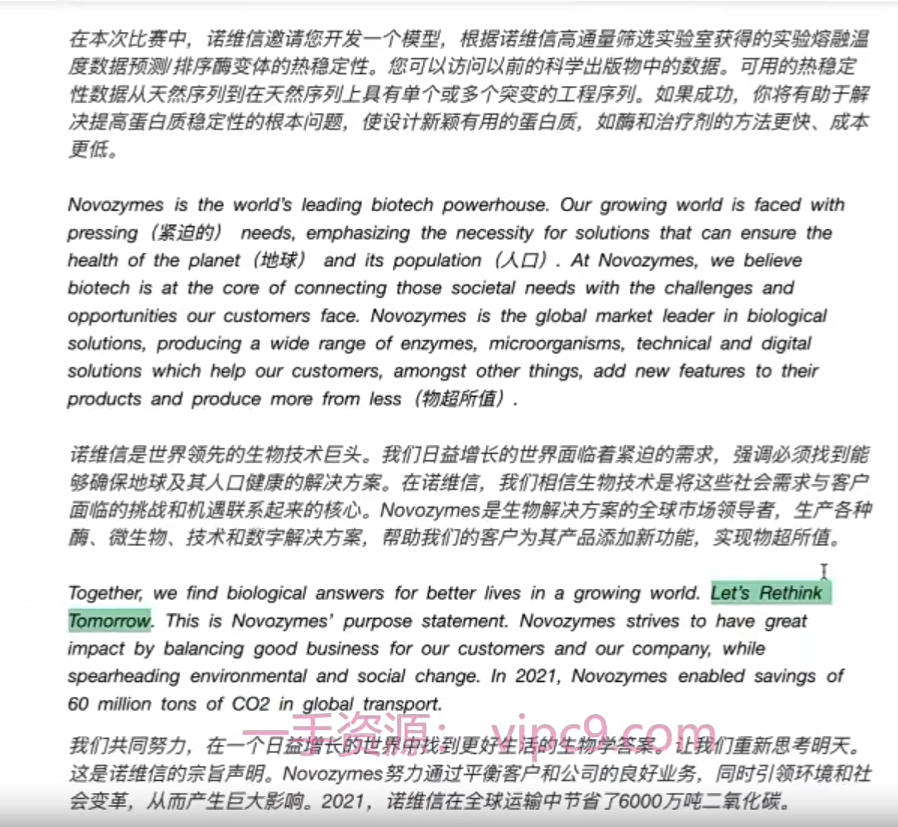 在本次比赛中，诺维信邀请您开发一个模型，根据诺维信高通量筛选实验室获得的实验熔融温
度数据预测/排序酶变体的热稳定性。您可以访问以前的科学出版物中的数据。可用的热稳定
性数据从天然序列到在天然序列上具有单个或多个突变的工程序列。如果成功，你将有助于解
决提高蛋白质稳定性的根本问题，使设计新颖有用的蛋白质，如酶和治疗剂的方法更快、成本
更低。
Novozymes is the world's leading biotech powerhouse. Our growing world is faced with
pressing（紧迫的） needs, emphasizing the necessity for solutions that can ensure the
health of the planet（地球） and its population（人口）. At Novozymes, we believe
biotech is at the core of connecting those societal needs with the challenges and
opportunities our customers face. Novozymes is the global market leader in biological
solutions, producing a wide range of enzymes, microorganisms, technical and digital
solutions which help our customers, amongst other things, add new features to their
products and produce more from less（物超所值）.
诺维信是世界领先的生物技术巨头。我们日益增长的世界面临着紧迫的需求，强调必须找到能
够确保地球及其人口健康的解决方案。在诺维信，我们相信生物技术是将这些社会需求与客户
面临的挑战和机遇联系起来的核心。Novozymes是生物解决方案的全球市场领导者，生产各种
酶、微生物、技术和数字解决方案，帮助我们的客户为其产品添加新功能，实现物超所值。
Together, we find biological answers for better lives in a growing world. Let's Rethink
Tomorrow. This is Novozymes' purpose statement. Novozymes strives to have great
impact by balancing good business for our customers and our company, while
spearheading environmental and social change. In 2021, Novozymes enabled savings of
60 million tons of CO2 in global transport.
一手资源： vipc9.com
我们共同努力，在一个日益增长的世界中找到更好生活的生物学答案。让我们重新思考明天。
这是诺维信的宗旨声明。Novozymes努力通过平衡客户和公司的良好业务，同时引领环境和社
会变革，从而产生巨大影响。2021，诺维信在全球运输中节省了6000万吨二氧化碳。